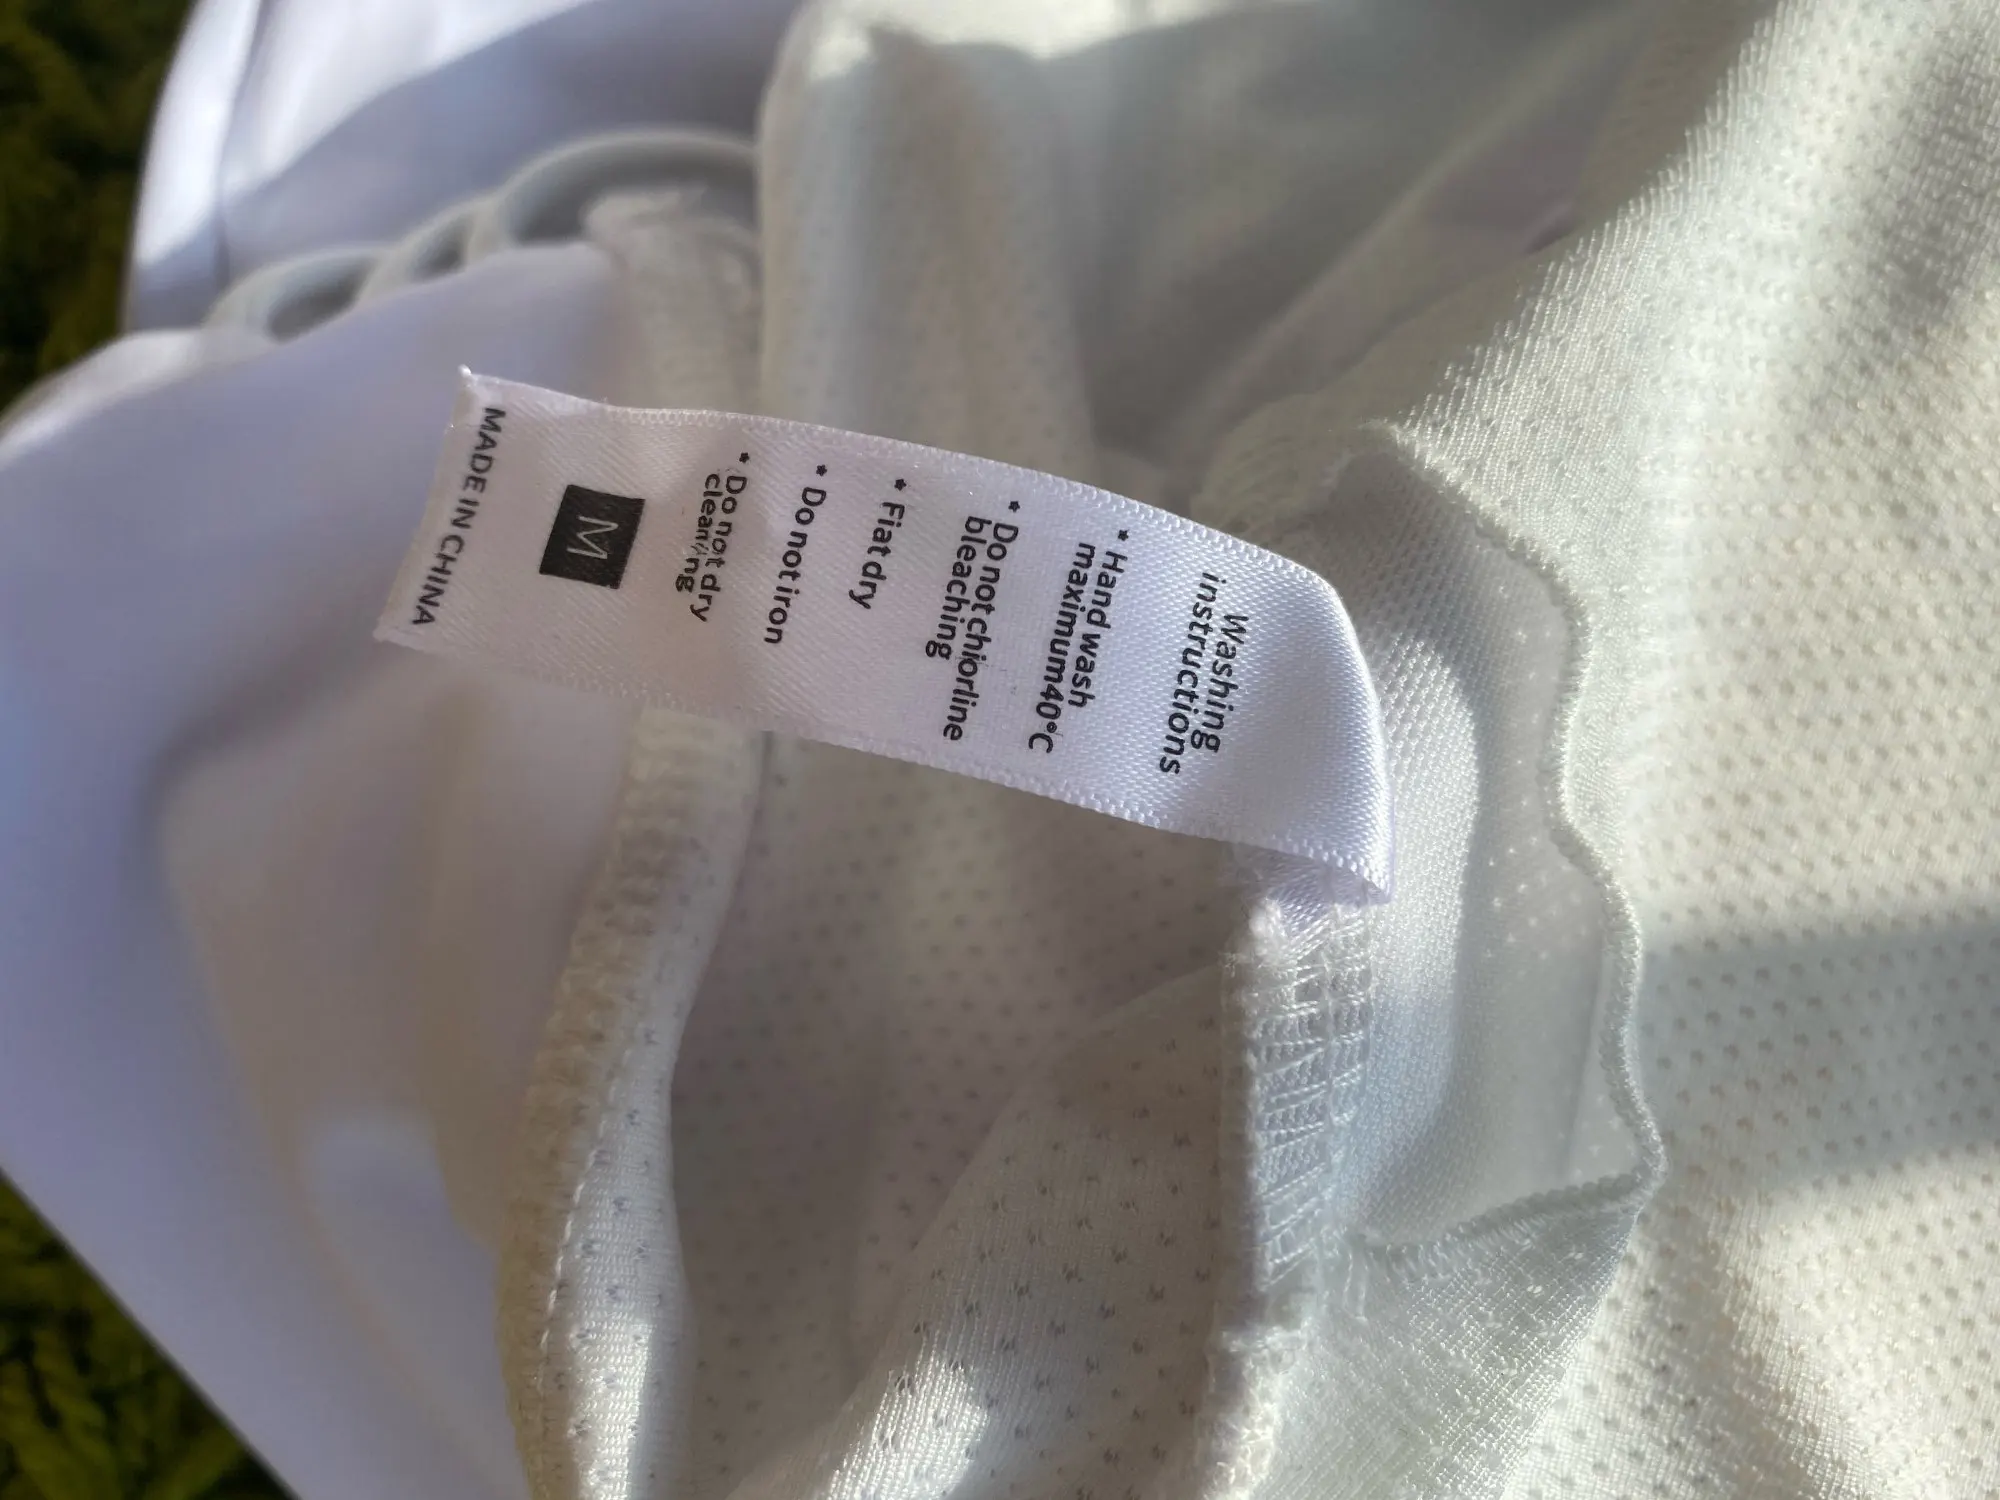 Washing
instructions
* Hand wash
maximum40°C
* Do not chiorline
bleaching
* Fiat dry
* Do not iron
* Do not dry
cleaning
M
MADE IN CHINA